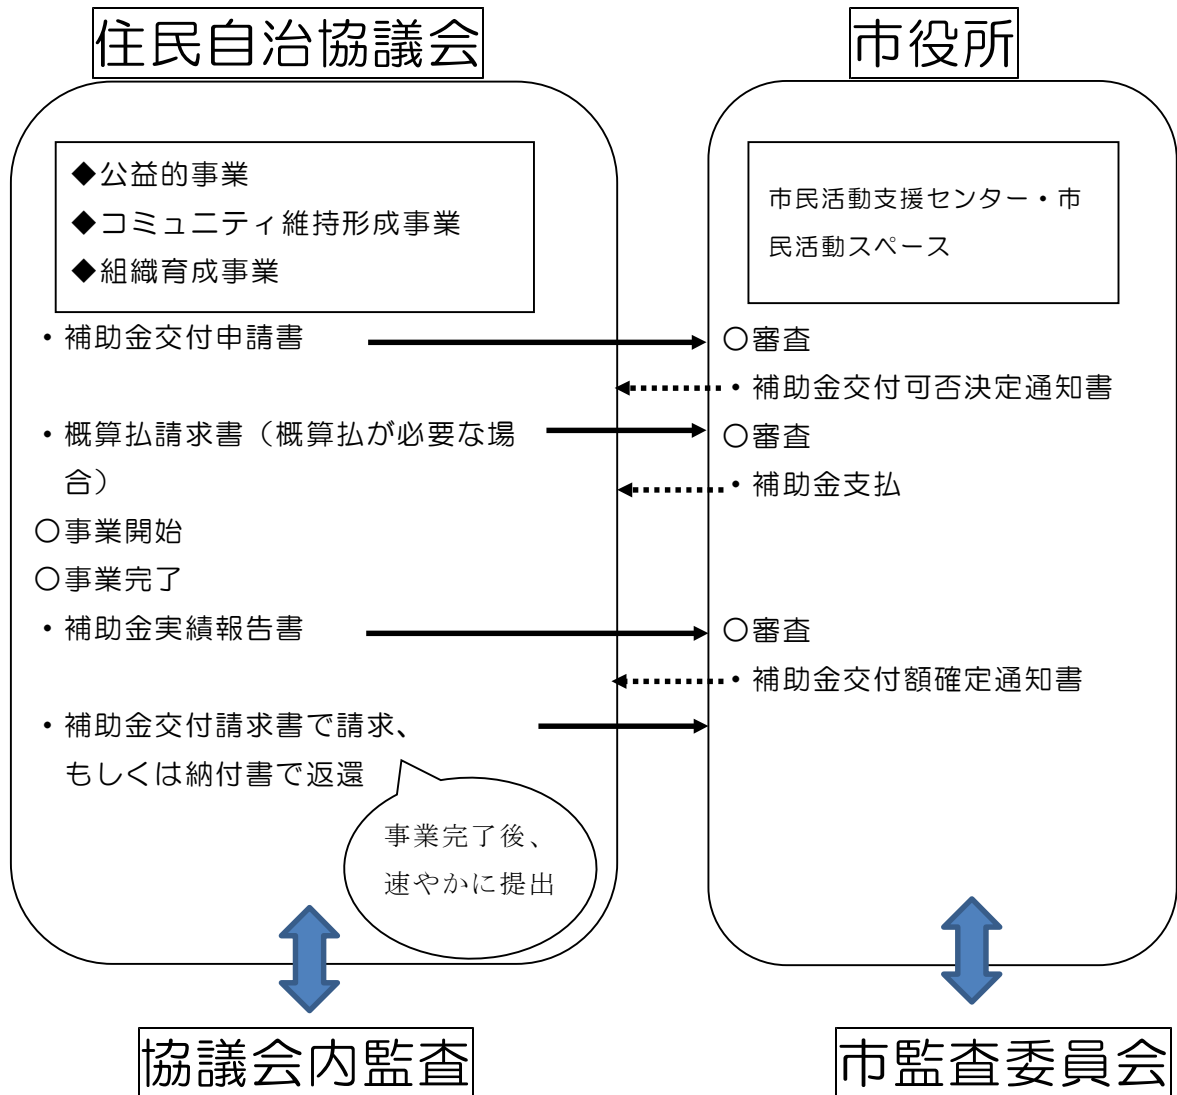 住民自治協議会
市役所
◆公益的事業
◆コミュニティ維持形成事業
◆組織育成事業
市民活動支援センター・市
民活動スペース
・補助金交付申請書
〇審査
・補助金交付可否決定通知書
・概算払請求書（概算払が必要な場
合）
〇審査
・補助金支払
〇事業開始
〇事業完了
・補助金実績報告書
〇審査
・補助金交付額確定通知書
・補助金交付請求書で請求、
もしくは納付書で返還
事業完了後、
速やかに提出
協議会内監査
市監査委員会